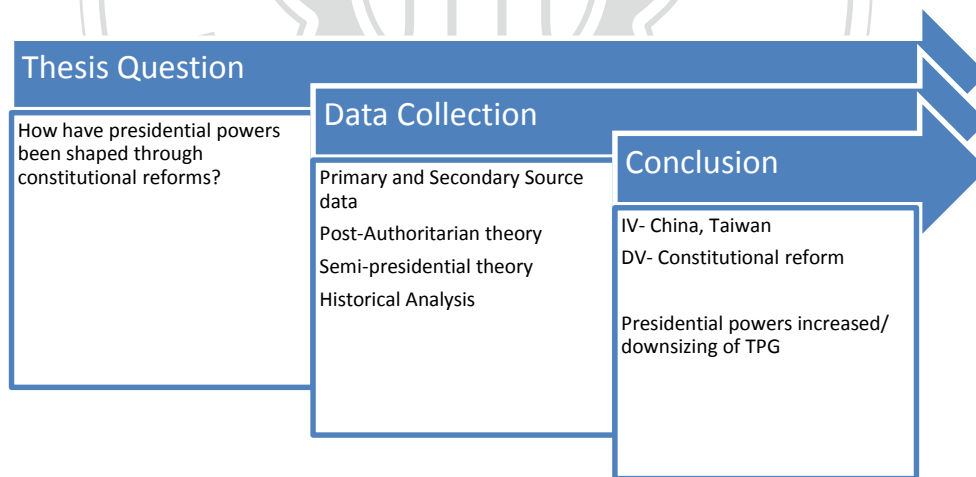 Thesis Question
How have presidential powers
been shaped through
constitutional reforms?
Data Collection
Primary and Secondary Source
data
Post-Authoritarian theory
Semi-presidential theory
Historical Analysis
Conclusion
IV- China, Taiwan
DV- Constitutional reform
Presidential powers increased/
downsizing of TPG